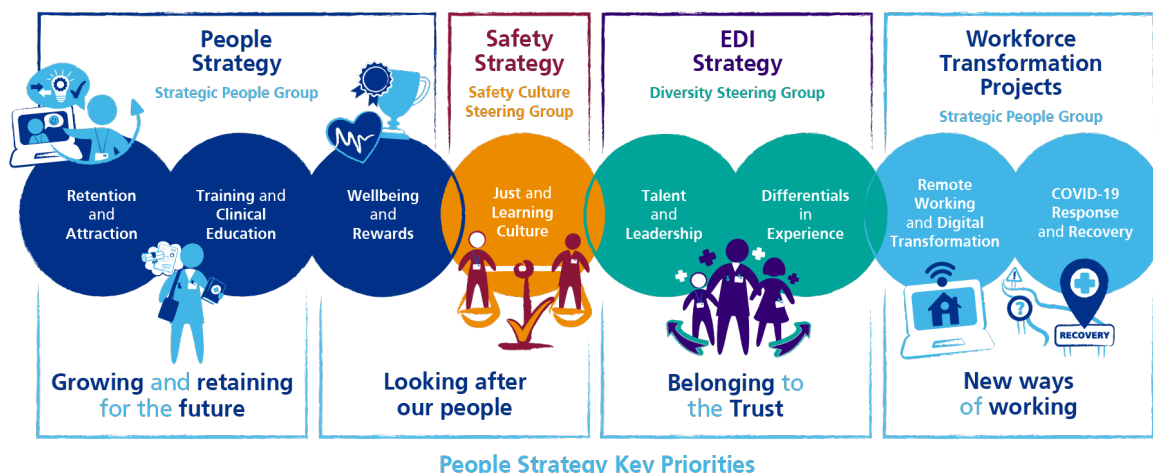 People
Strategy
Strategic People Group
Safety
Strategy
Safety Culture
Steering Group
EDI
Strategy
Diversity Steering Group
Workforce
Transformation
Projects
Strategic People Group
Retention
and
Attraction
Training and
Clinical
Education
Wellbeing
and
Rewards
Just and
Learning
Culture
Talent
and
Leadership
Differentials
in
Experience
Remote
Working
and Digital
Transformation
COVID-19
Response
and Recovery
!
?
RECOVERY
Growing and retaining
for the future
Looking after
our people
Belonging to
the Trust
New ways
of working
People Strategy Key Priorities